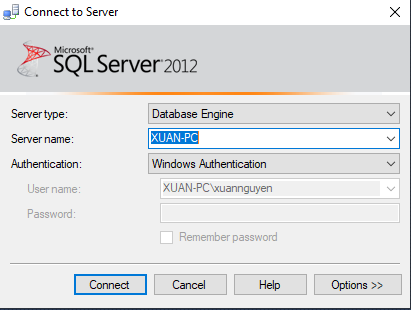 Connect to Server
Microsoft
SQL Server 2012
Server type: Database Engine
Server name: XUAN-PC
Authentication: Windows Authentication
User name: XUAN-PC\xuannguyen
Password:
Remember password
Connect Cancel Help Options >>